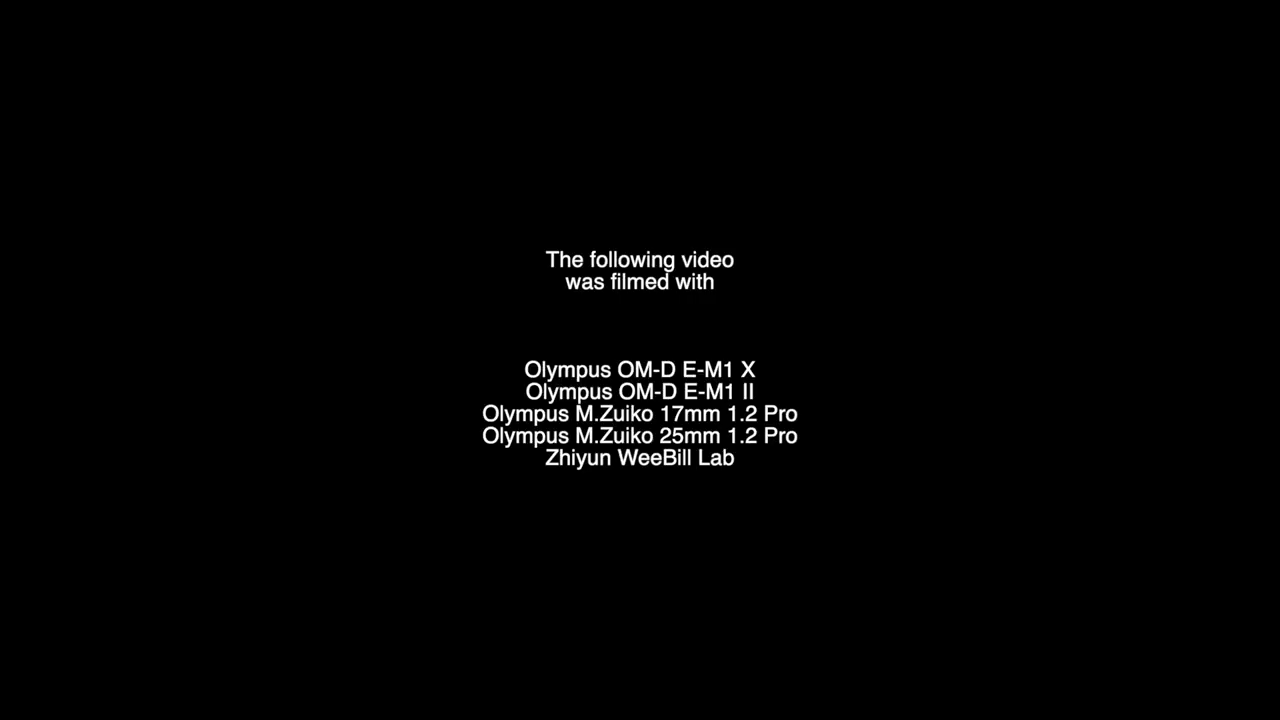 The following video
was filmed with
Olympus OM-D E-M1 X
Olympus OM-D E-M1 II
Olympus M.Zuiko 17mm 1.2 Pro
Olympus M.Zuiko 25mm 1.2 Pro
Zhiyun WeeBill Lab